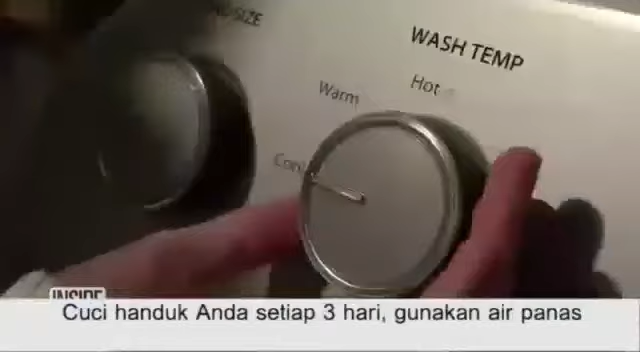 WASH TEMP
Hot
Warm
INSIDE
Cuci handuk Anda setiap 3 hari, gunakan air panas